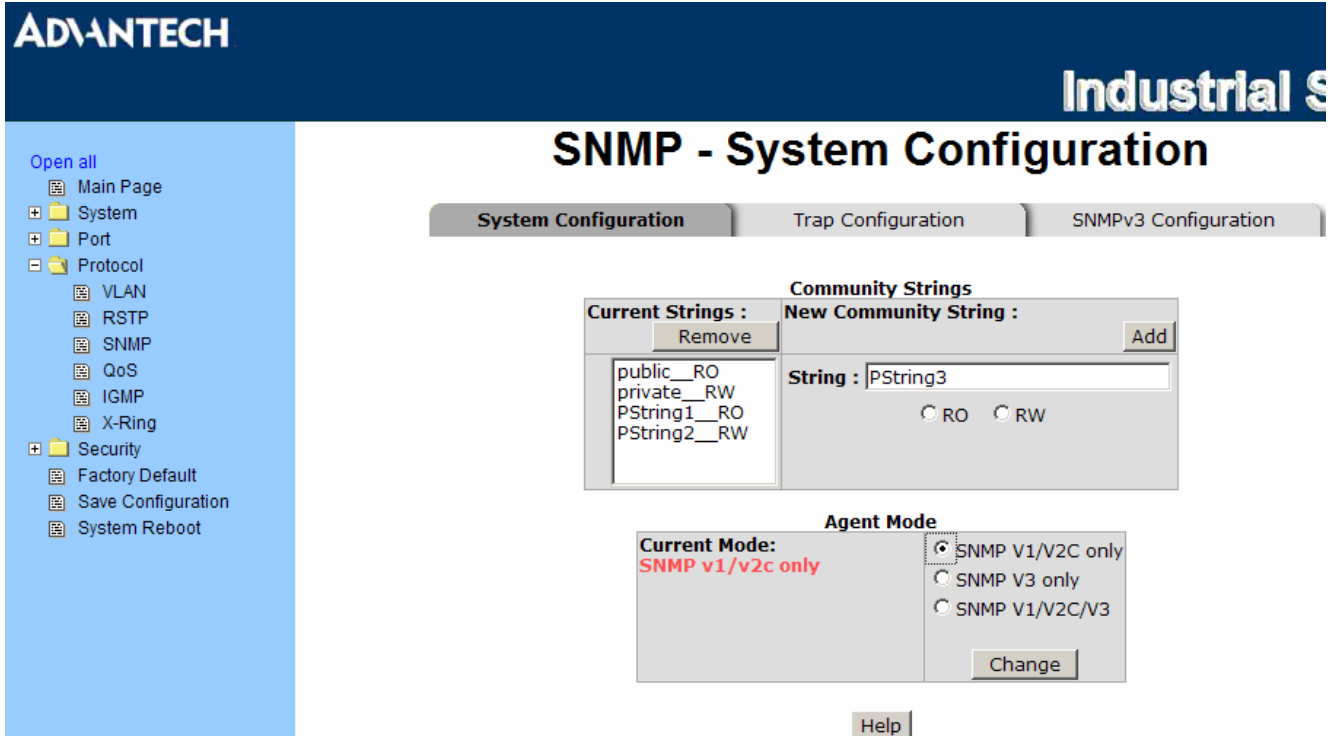 ADVANTECH
Industrial S
Open all
Main Page
System
Port
Protocol
VLAN
RSTP
SNMP
QoS
IGMP
X-Ring
Security
Factory Default
Save Configuration
System Reboot
SNMP - System Configuration
System Configuration
Trap Configuration
SNMPv3 Configuration
Community Strings
Current Strings :
Remove
New Community String :
Add
public__RO
private__RW
PString1__RO
PString2__RW
String : PString3
RO RW
Agent Mode
Current Mode:
SNMP v1/v2c only
SNMP V1/V2C only
SNMP V3 only
SNMP V1/V2C/V3
Change
Help